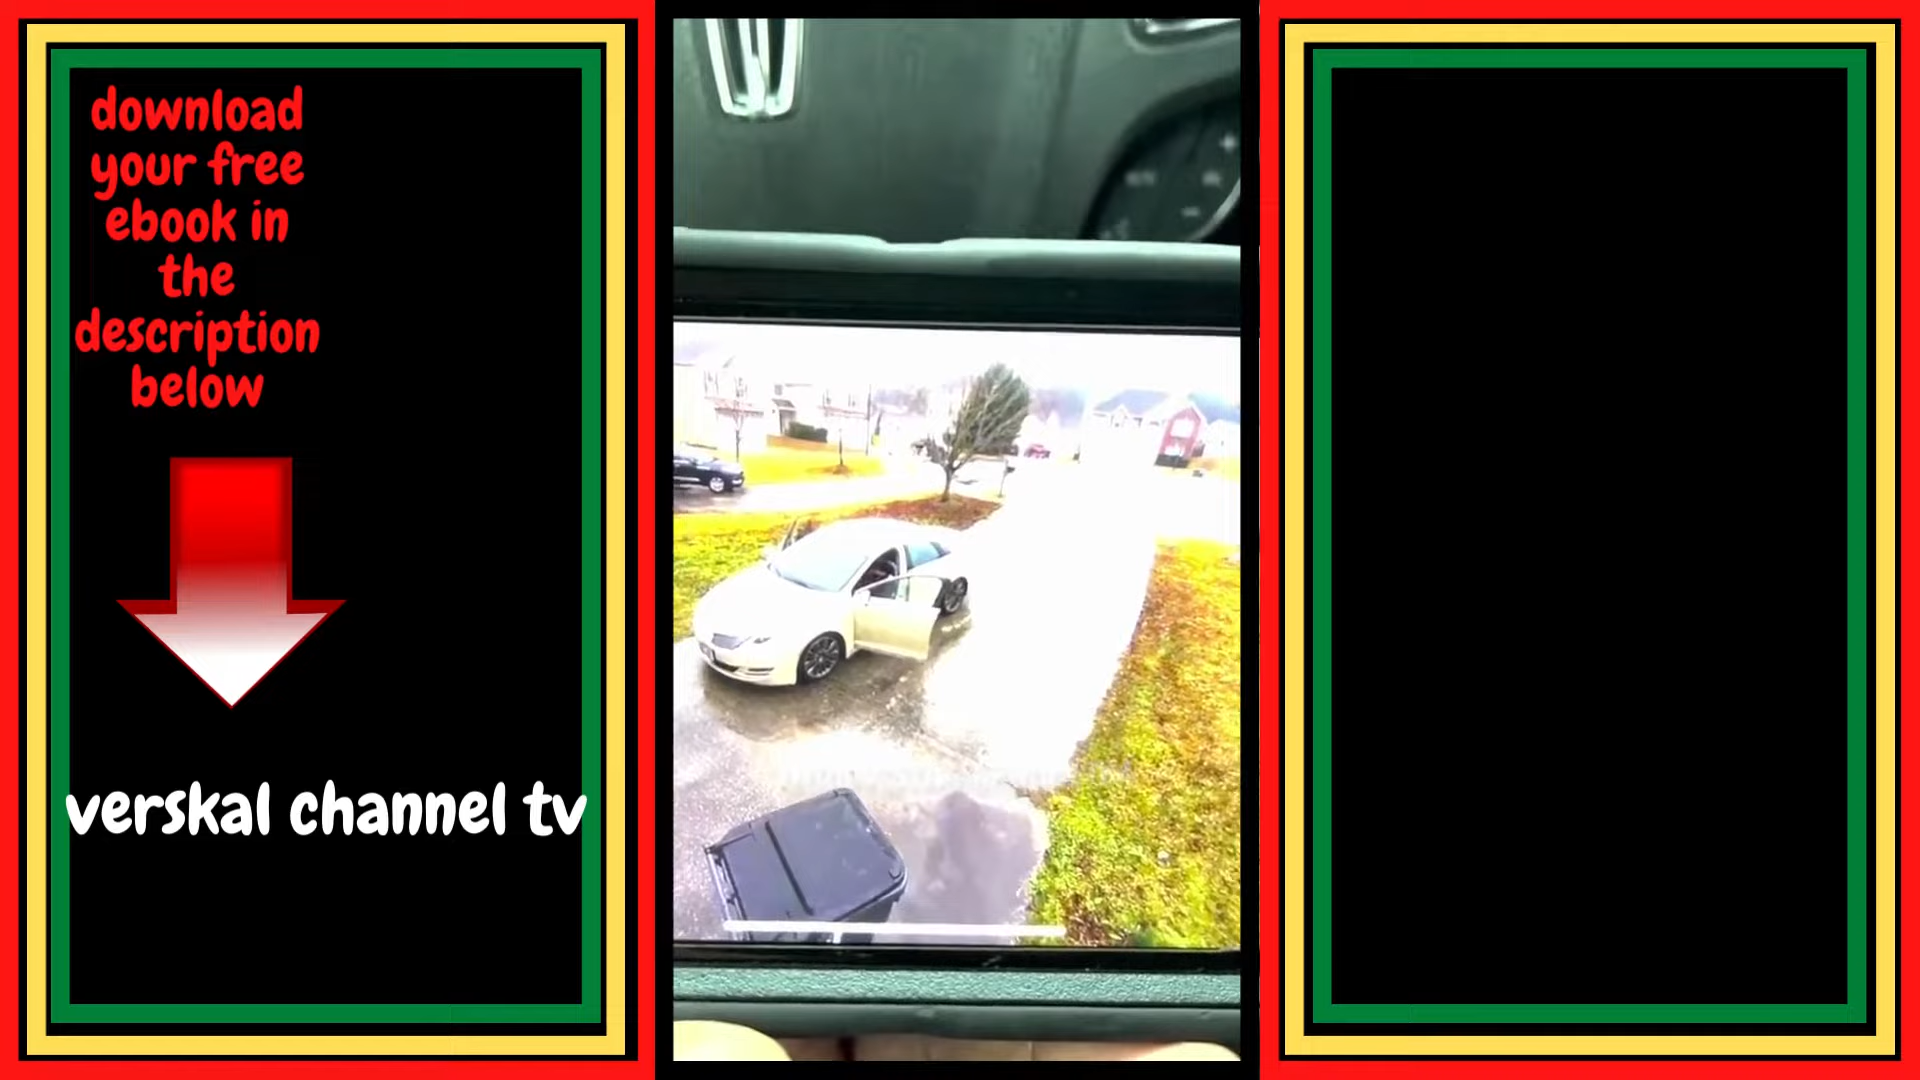 download
your free
ebook in
the
description
below
verskal channel tv